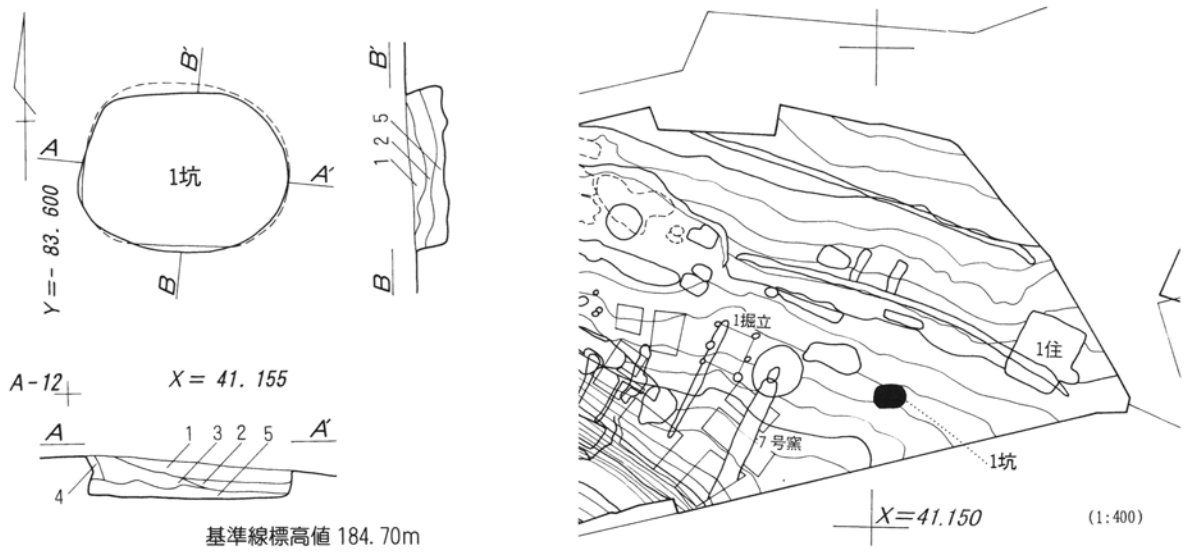 B′
B′
A
1坑
A′
5
2
1
Y=- 83. 600
B
B
A-12
X= 41. 155
A
1 3 2 5
A′
4
基準線標高値 184.70m
1掘立
1住
7号窯
1坑
X=41.150
(1:400)